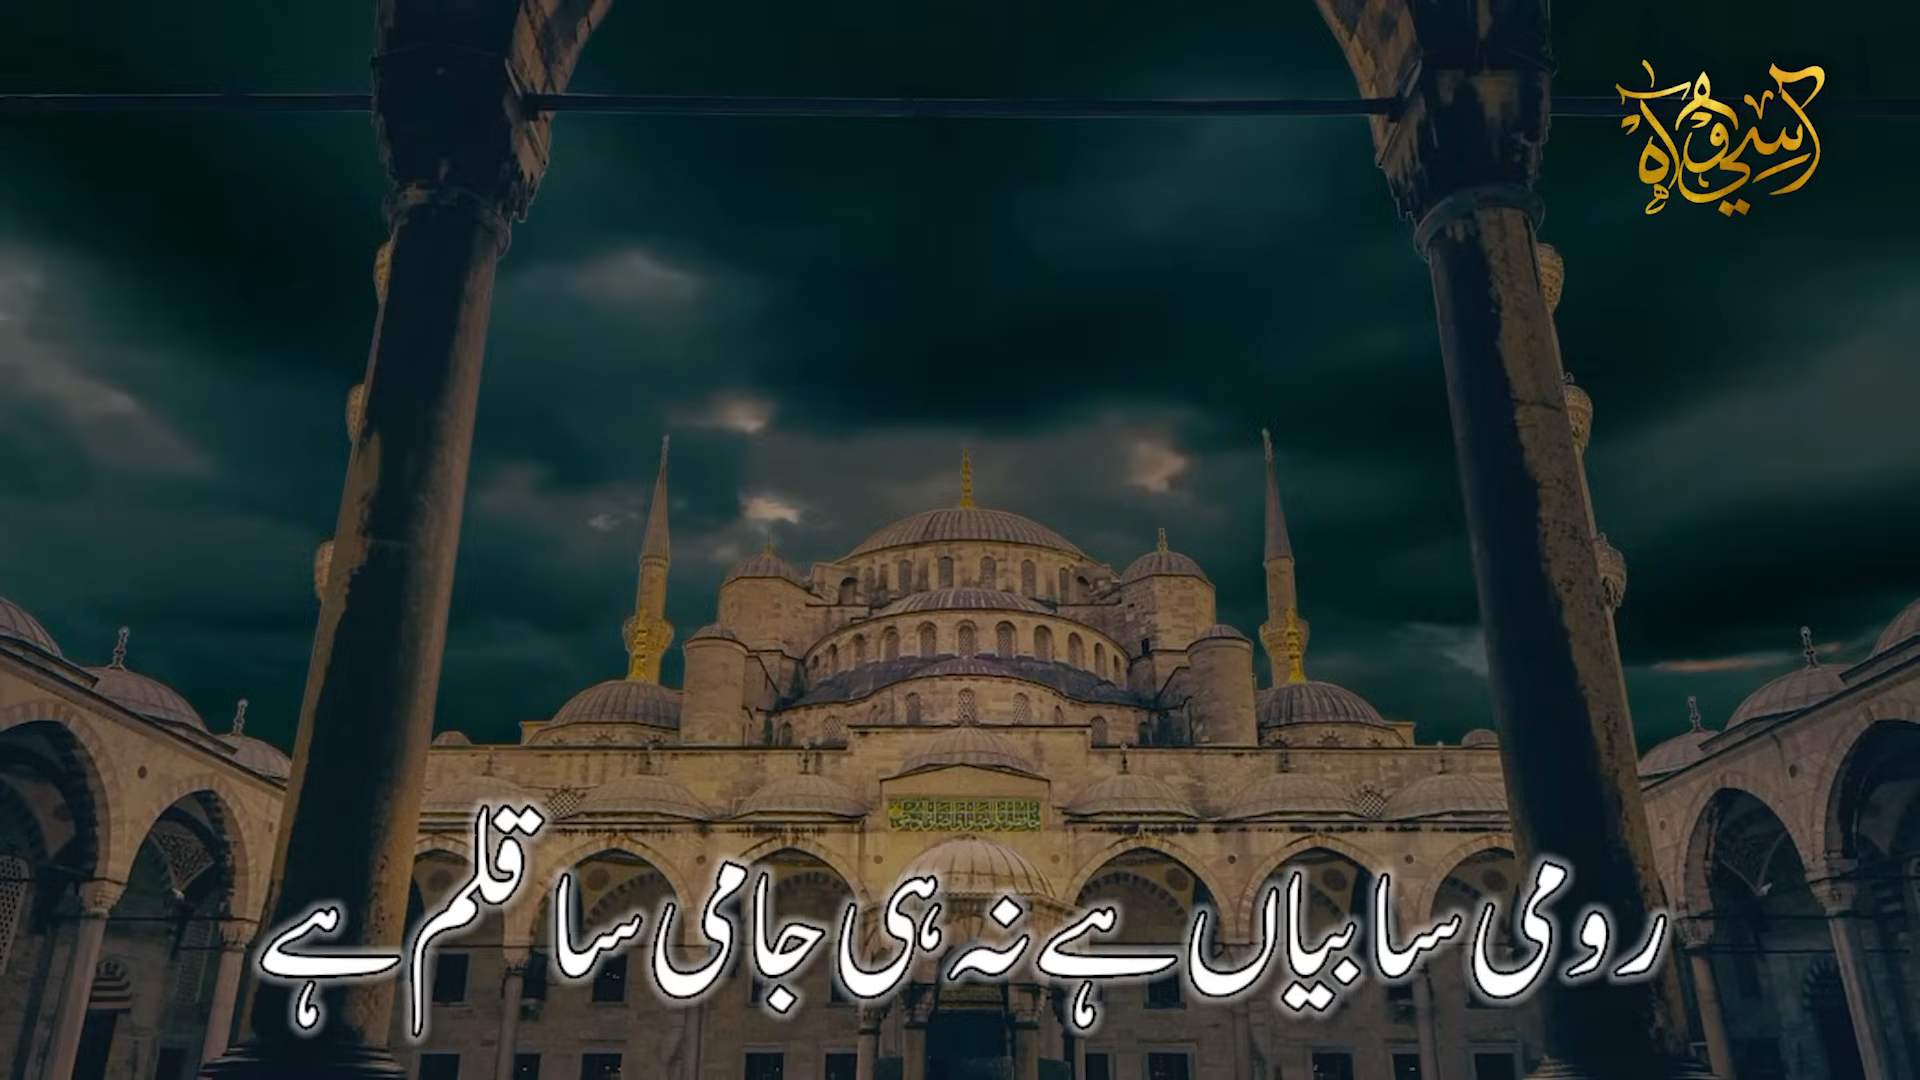 رومی سا بیاں ہے نہ ہی جامی سا قلم ہے